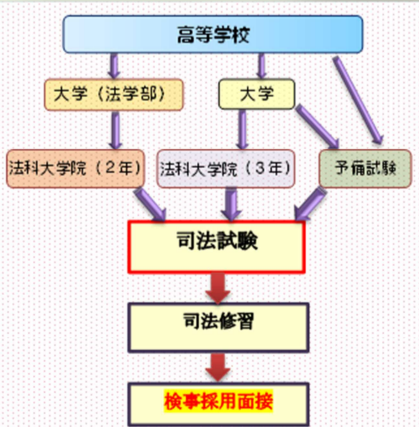 高等学校
大学（法学部）
大学
法科大学院（２年）
法科大学院（３年）
予備試験
司法試験
司法修習
検事採用面接